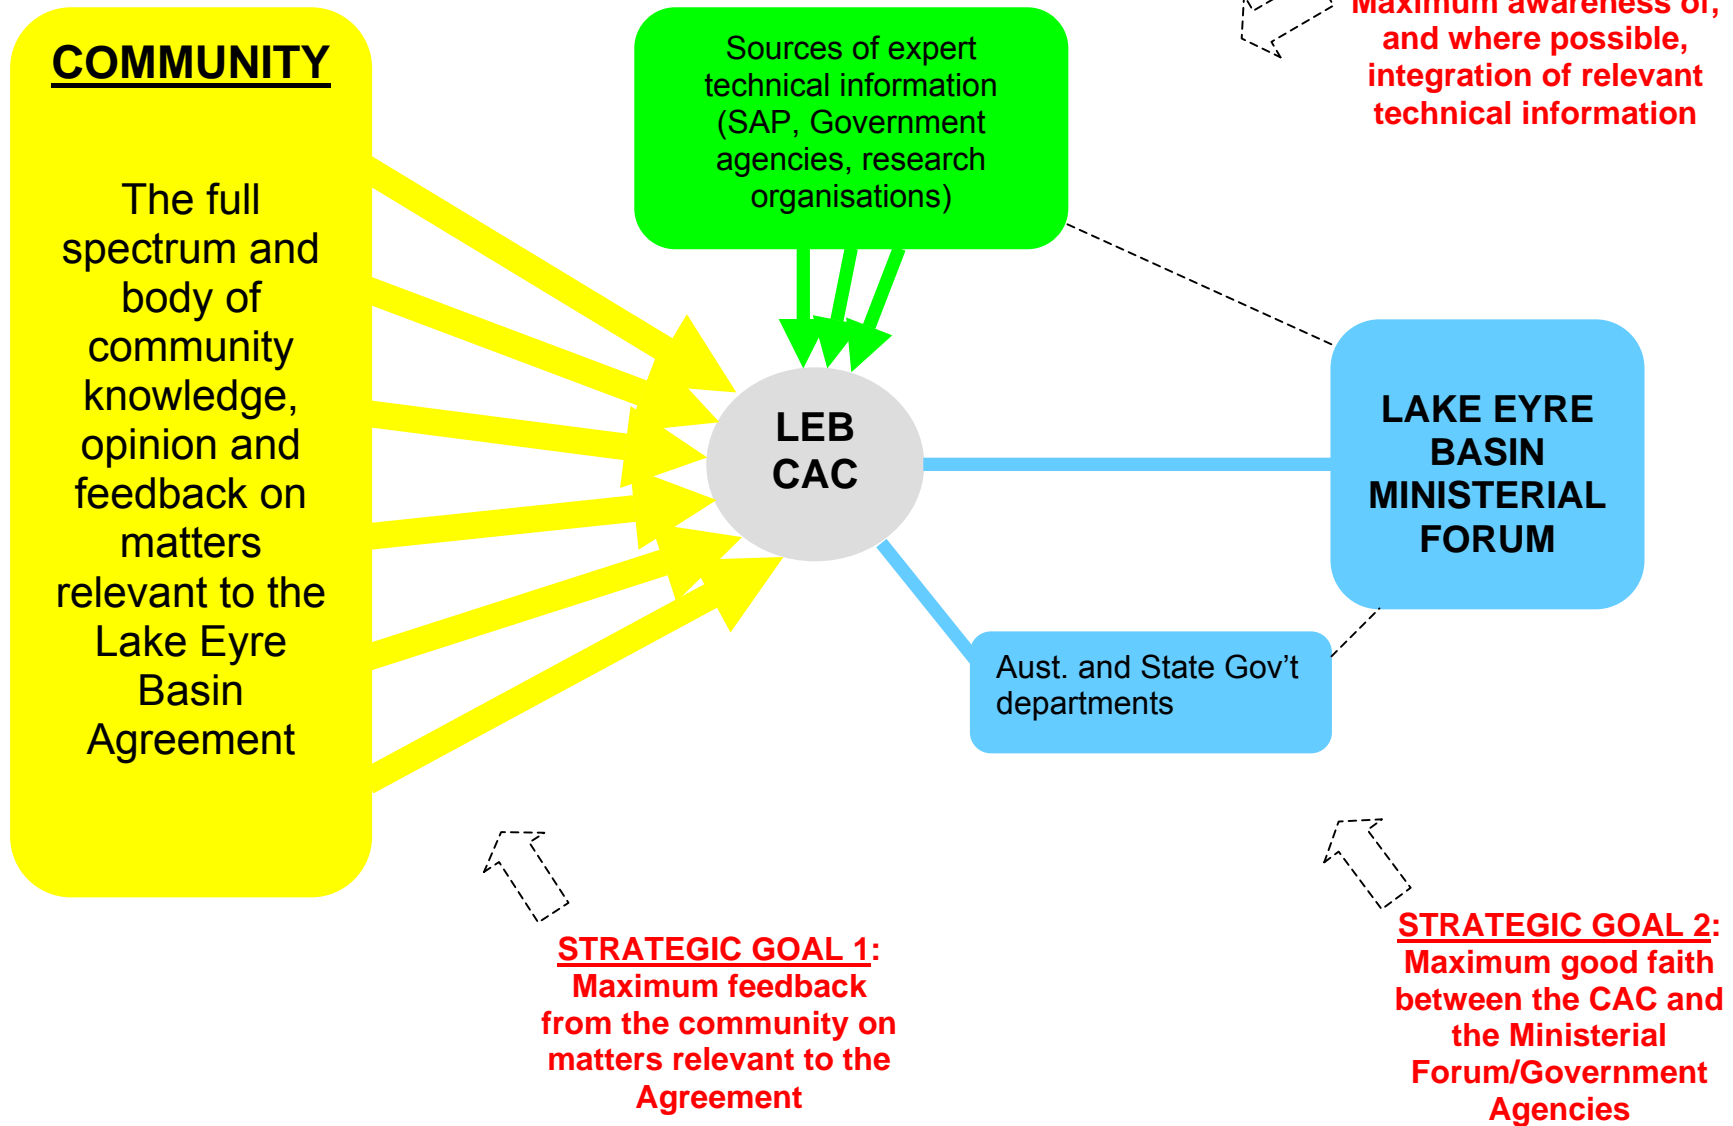 COMMUNITY
The full
spectrum and
body of
community
knowledge,
opinion and
feedback on
matters
relevant to the
Lake Eyre
Basin
Agreement
Sources of expert
technical information
(SAP, Government
agencies, research
organisations)
Maximum awareness of,
and where possible,
integration of relevant
technical information
LEB
CAC
LAKE EYRE
BASIN
MINISTERIAL
FORUM
Aust. and State Gov’t
departments
STRATEGIC GOAL 1:
Maximum feedback
from the community on
matters relevant to the
Agreement
STRATEGIC GOAL 2:
Maximum good faith
between the CAC and
the Ministerial
Forum/Government
Agencies